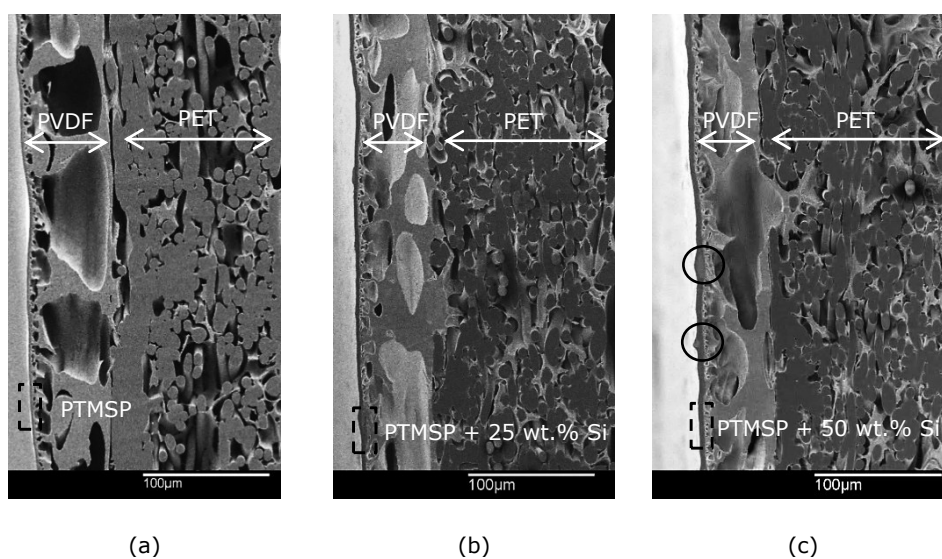 PVDF PET
PTMSP
100µm
(a)
PVDF PET
PTMSP + 25 wt.% Si
100µm
(b)
PVDF PET
PTMSP + 50 wt.% Si
100µm
(c)